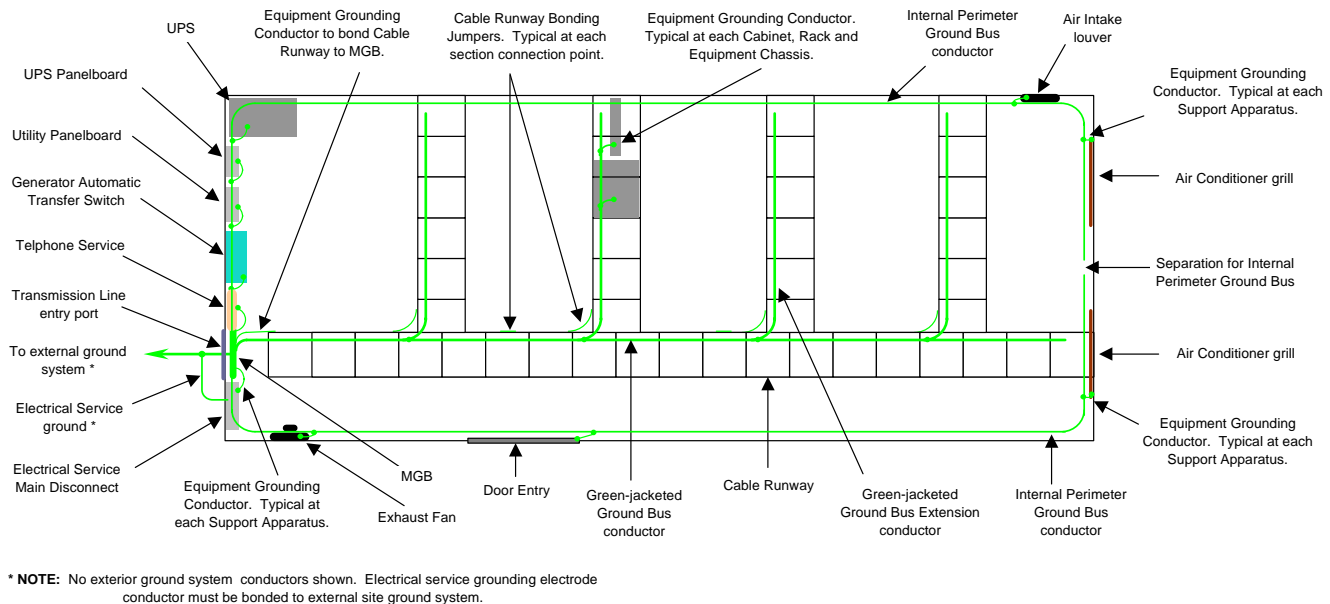 UPS
Equipment Grounding
Conductor to bond Cable
Runway to MGB.
Cable Runway Bonding
Jumpers. Typical at each
section connection point.
Equipment Grounding Conductor.
Typical at each Cabinet, Rack and
Equipment Chassis.
Internal Perimeter
Ground Bus
conductor
Air Intake
louver
UPS Panelboard
Utility Panelboard
Generator Automatic
Transfer Switch
Telphone Service
Transmission Line
entry port
To external ground
system *
Electrical Service
ground *
Electrical Service
Main Disconnect
Equipment Grounding
Conductor. Typical at each
Support Apparatus.
Air Conditioner grill
Separation for Internal
Perimeter Ground Bus
Air Conditioner grill
Equipment Grounding
Conductor. Typical at each
Support Apparatus.
Equipment Grounding
Conductor. Typical at
each Support Apparatus.
Exhaust Fan
MGB
Door Entry
Green-jacketed
Ground Bus
conductor
Cable Runway
Green-jacketed
Ground Bus Extension
conductor
Internal Perimeter
Ground Bus
conductor
* NOTE: No exterior ground system conductors shown. Electrical service grounding electrode
conductor must be bonded to external site ground system.